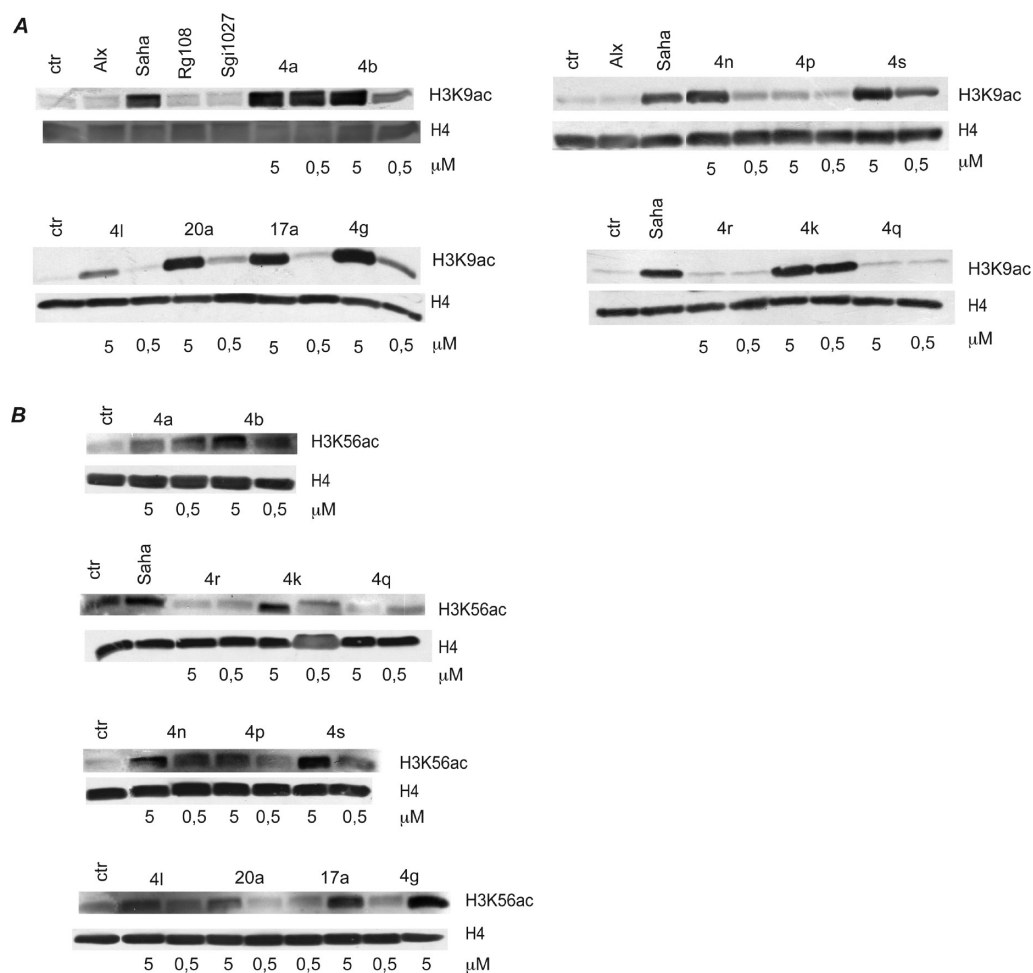 A
ctr Alx Saha Rg108 Sgi1027 4a 4b
H3K9ac
H4
5 0,5 5 0,5 μM
ctr Alx Saha 4n 4p 4s
H3K9ac
H4
5 0,5 5 0,5 5 0,5 μM
ctr 4l 20a 17a 4g
H3K9ac
H4
5 0,5 5 0,5 5 0,5 5 0,5 μM
ctr Saha 4r 4k 4q
H3K9ac
H4
5 0,5 5 0,5 5 0,5 μM
B
ctr 4a 4b
H3K56ac
H4
5 0,5 5 0,5 μM
ctr Saha 4r 4k 4q
H3K56ac
H4
5 0,5 5 0,5 5 0,5 μM
ctr 4n 4p 4s
H3K56ac
H4
5 0,5 5 0,5 5 0,5 μM
ctr 4l 20a 17a 4g
H3K56ac
H4
5 0,5 5 0,5 0,5 5 0,5 5 μM